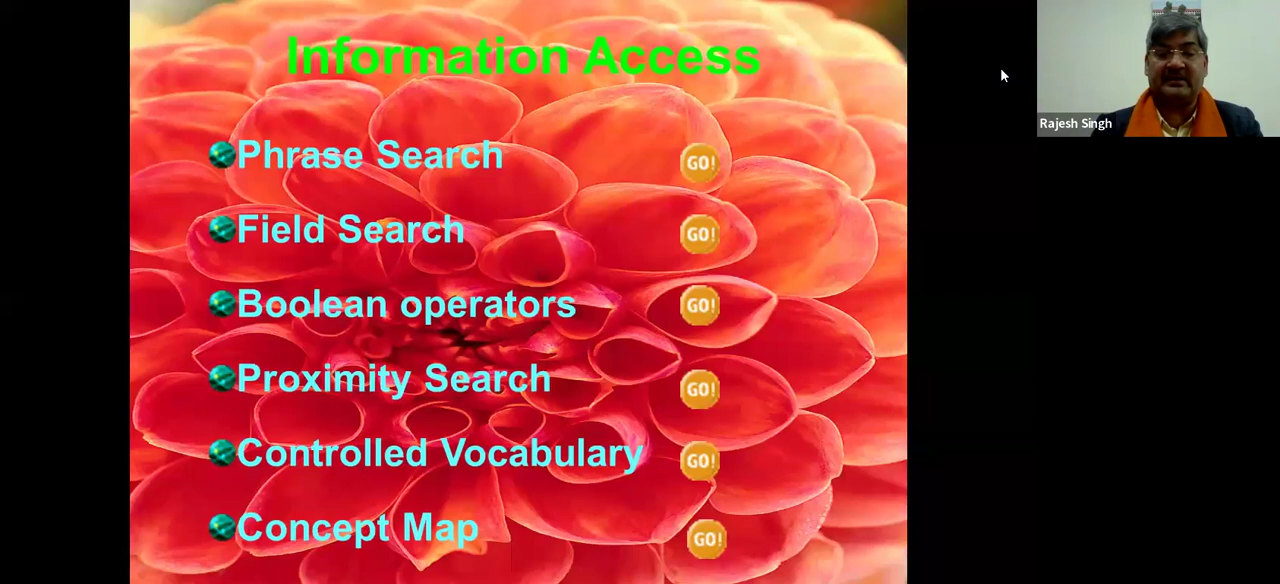 Information Access
Phrase Search GO!
Field Search GO!
Boolean operators GO!
Proximity Search GO!
Controlled Vocabulary GO!
Concept Map GO!
Rajesh Singh